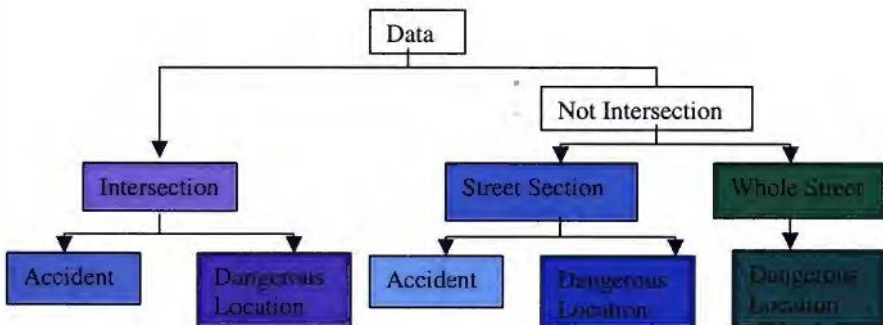 Data
Not Intersection
Intersection
Street Section
Whole Street
Accident
Dangerous
Location
Accident
Dangerous
Location
Dangerous
Location